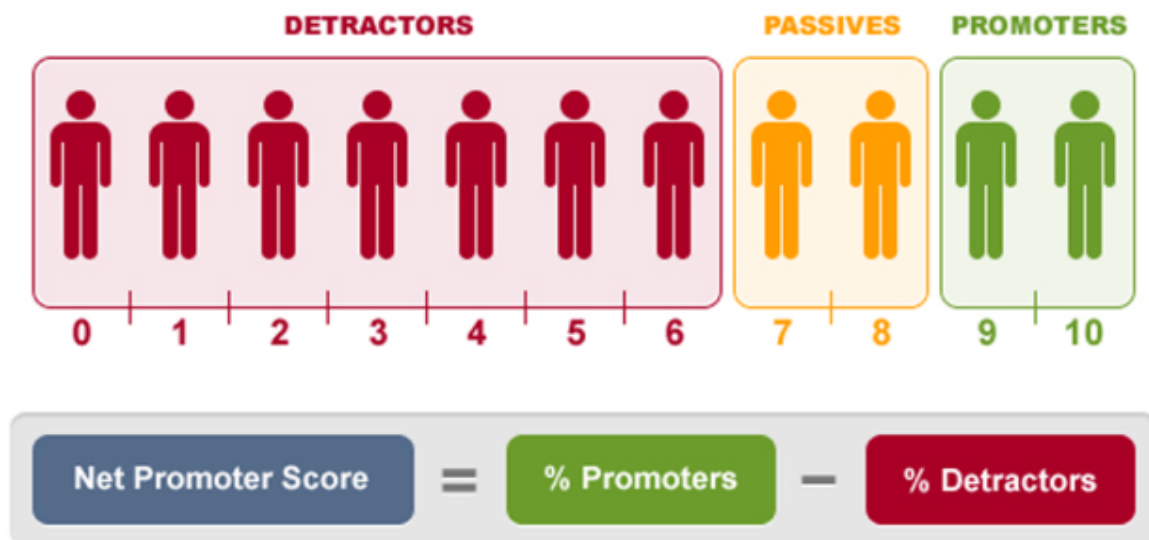 DETRACTORS PASSIVES PROMOTERS
0 1 2 3 4 5 6 7 8 9 10
Net Promoter Score = % Promoters − % Detractors